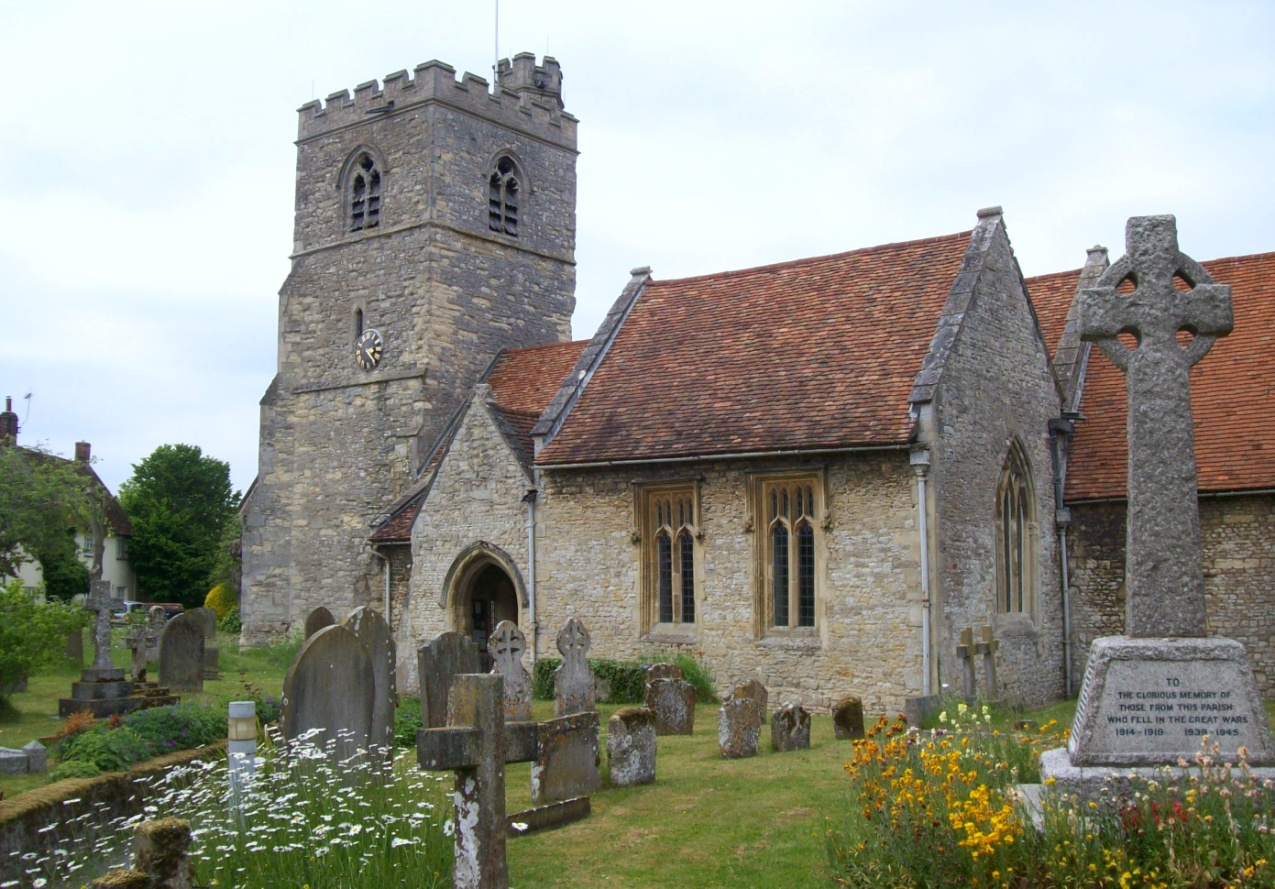 TO
THE GLORIOUS MEMORY OF
THOSE FROM THIS PARISH
WHO FELL IN THE GREAT WARS
1914-1918 1939-1945